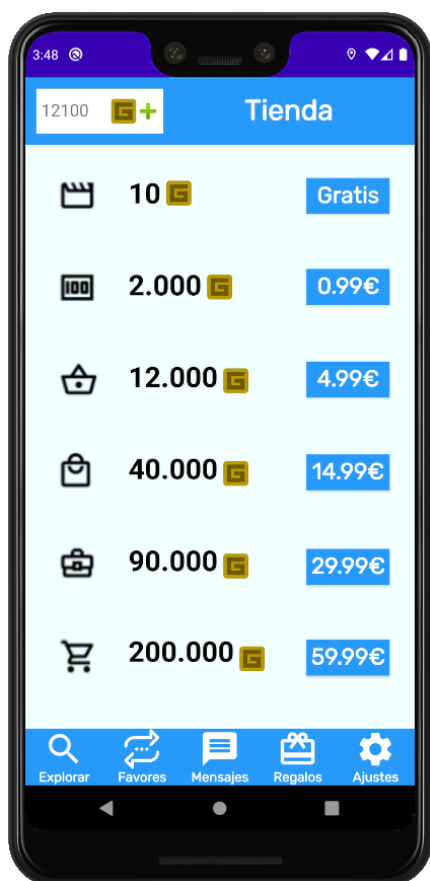 3:48
12100 G+ Tienda
10 G Gratis
2.000 G 0.99€
12.000 G 4.99€
40.000 G 14.99€
90.000 G 29.99€
200.000 G 59.99€
Explorar Favores Mensajes Regalos Ajustes